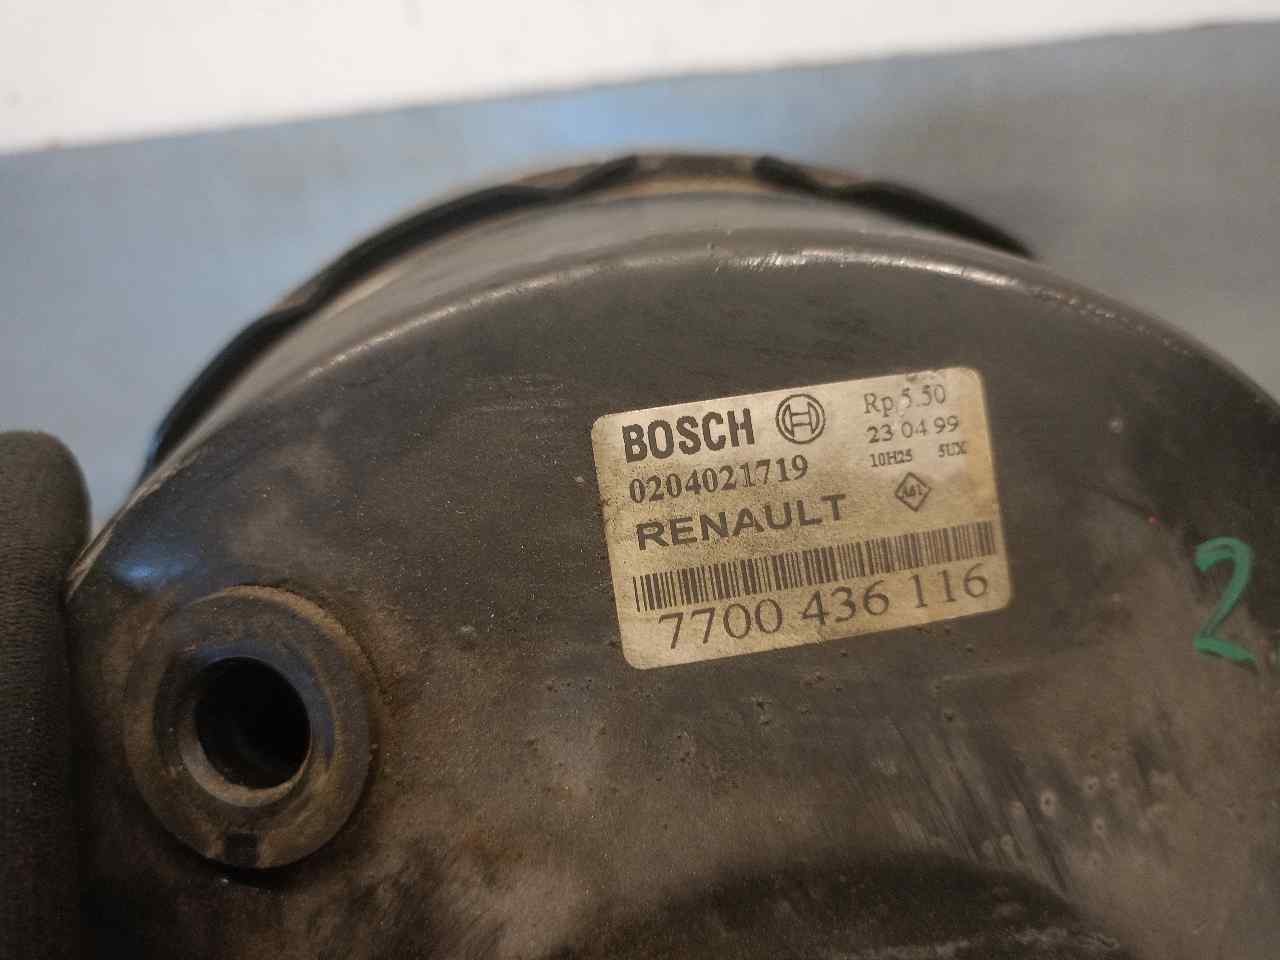 BOSCH Rp 5.50
23 04 99
0204021719 10H25 5UX
RENAULT
7700 436 116
2